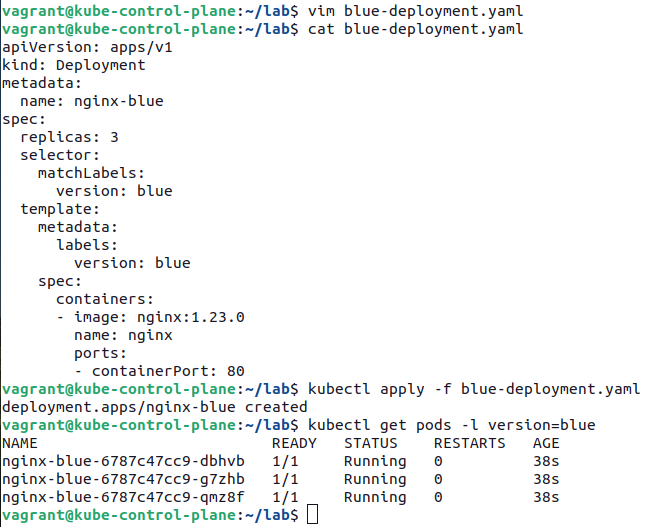 vagrant@kube-control-plane:~/lab$ vim blue-deployment.yaml
vagrant@kube-control-plane:~/lab$ cat blue-deployment.yaml
apiVersion: apps/v1
kind: Deployment
metadata:
  name: nginx-blue
spec:
  replicas: 3
  selector:
    matchLabels:
      version: blue
  template:
    metadata:
      labels:
        version: blue
    spec:
      containers:
      - image: nginx:1.23.0
        name: nginx
        ports:
        - containerPort: 80
vagrant@kube-control-plane:~/lab$ kubectl apply -f blue-deployment.yaml
deployment.apps/nginx-blue created
vagrant@kube-control-plane:~/lab$ kubectl get pods -l version=blue
NAME                          READY   STATUS    RESTARTS   AGE
nginx-blue-6787c47cc9-dbhvb   1/1     Running   0          38s
nginx-blue-6787c47cc9-g7zhb   1/1     Running   0          38s
nginx-blue-6787c47cc9-qmz8f   1/1     Running   0          38s
vagrant@kube-control-plane:~/lab$